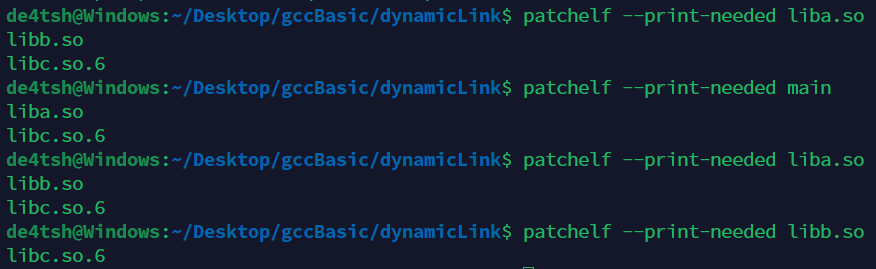 de4tsh@Windows:~/Desktop/gccBasic/dynamicLink$ patchelf --print-needed liba.so
libb.so
libc.so.6
de4tsh@Windows:~/Desktop/gccBasic/dynamicLink$ patchelf --print-needed main
liba.so
libc.so.6
de4tsh@Windows:~/Desktop/gccBasic/dynamicLink$ patchelf --print-needed liba.so
libb.so
libc.so.6
de4tsh@Windows:~/Desktop/gccBasic/dynamicLink$ patchelf --print-needed libb.so
libc.so.6